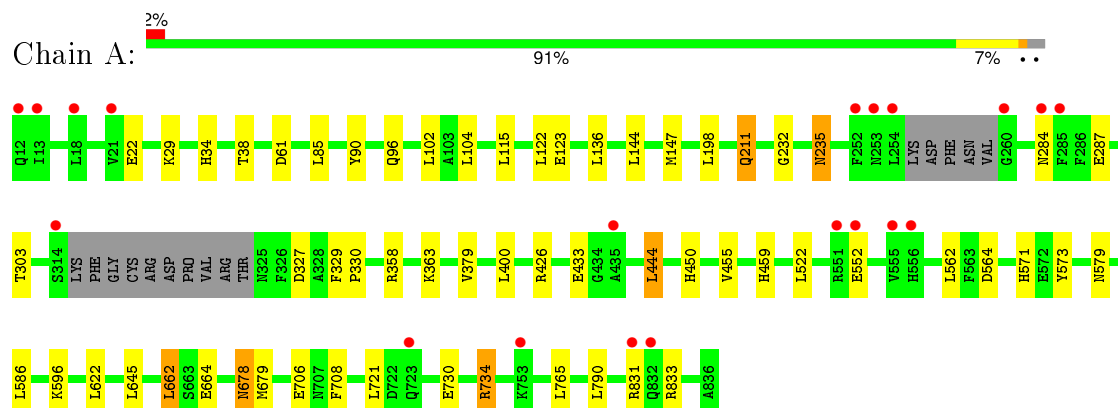 2%
Chain A:
91%
7%
Q12 I13 L18 V21 E22 K29 H34 T38 D61 L85 Y90 Q96 L102 A103 L104 L115 L122 E123 L136 L144 M147 L198 Q211 G232 N235 F252 N253 L254 LYS ASP PHE ASN VAL G260 N284 F285 F286 E287
T303 S314 LYS PHE GLY CYS ARG ASP PRO VAL ARG THR N325 F326 D327 A328 F329 P330 R358 K363 V379 L400 R426 E433 G434 A435 L444 H450 V455 H459 L522 R551 E552 V555 H556 L562 F563 D564 H571 E572 Y573 N579
L586 K596 L622 L645 L662 S663 E664 N678 M679 E706 N707 F708 L721 D722 Q723 E730 R734 K753 L765 L790 R831 Q832 R833 A836